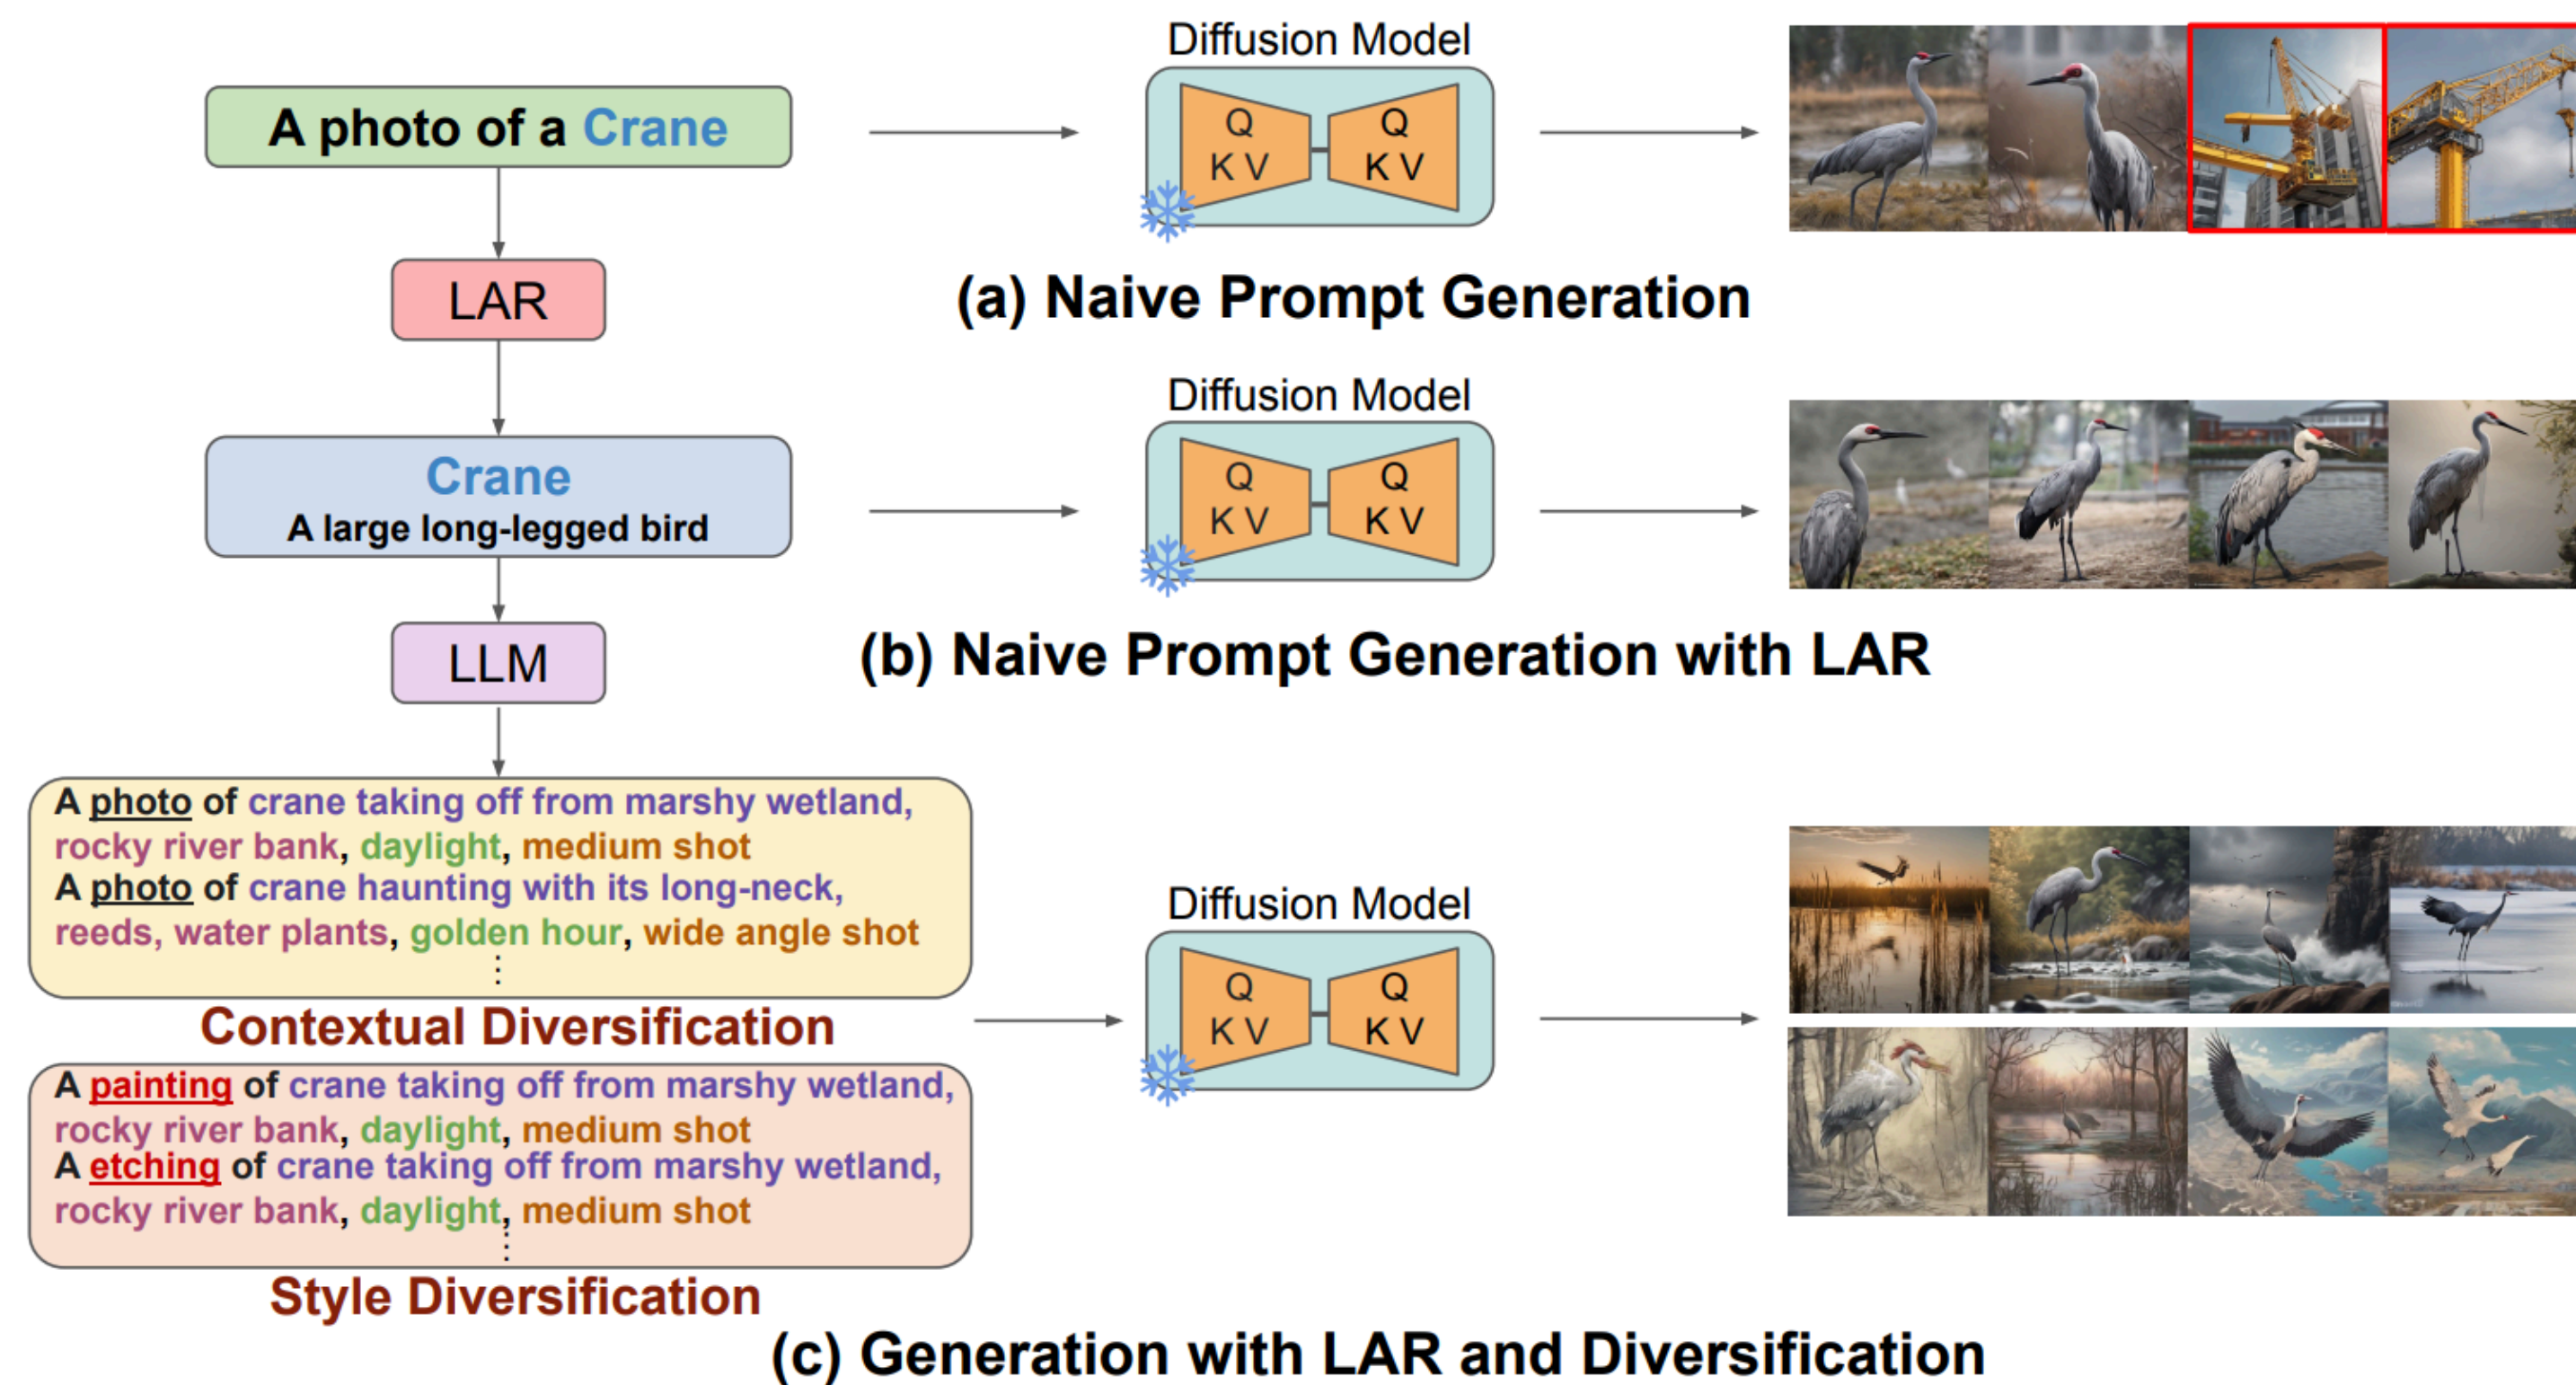 Diffusion Model
A photo of a Crane
Q Q
K V K V
LAR
(a) Naive Prompt Generation
Diffusion Model
Crane
A large long-legged bird
Q Q
K V K V
LLM
(b) Naive Prompt Generation with LAR
A photo of crane taking off from marshy wetland,
rocky river bank, daylight, medium shot
A photo of crane haunting with its long-neck,
reeds, water plants, golden hour, wide angle shot
⋮
Contextual Diversification
Diffusion Model
Q Q
K V K V
A painting of crane taking off from marshy wetland,
rocky river bank, daylight, medium shot
A etching of crane taking off from marshy wetland,
rocky river bank, daylight, medium shot
⋮
Style Diversification
(c) Generation with LAR and Diversification